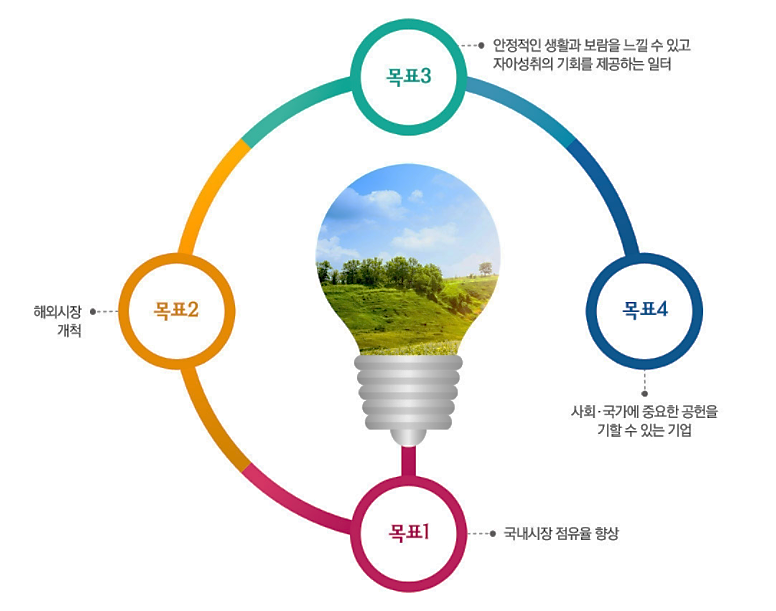 목표3
안정적인 생활과 보람을 느낄 수 있고
자아성취의 기회를 제공하는 일터
목표2
해외시장
개척
목표4
사회·국가에 중요한 공헌을
기할 수 있는 기업
목표1
국내시장 점유율 향상